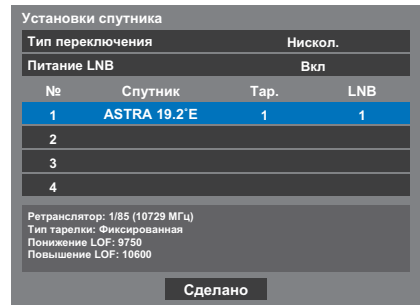 Установки спутника
Тип переключения Нискол.
Питание LNB Вкл
№ Спутник Тар. LNB
1 ASTRA 19.2°E 1 1
2
3
4
Ретранслятор: 1/85 (10729 МГц)
Тип тарелки: Фиксированная
Понижение LOF: 9750
Повышение LOF: 10600
Сделано